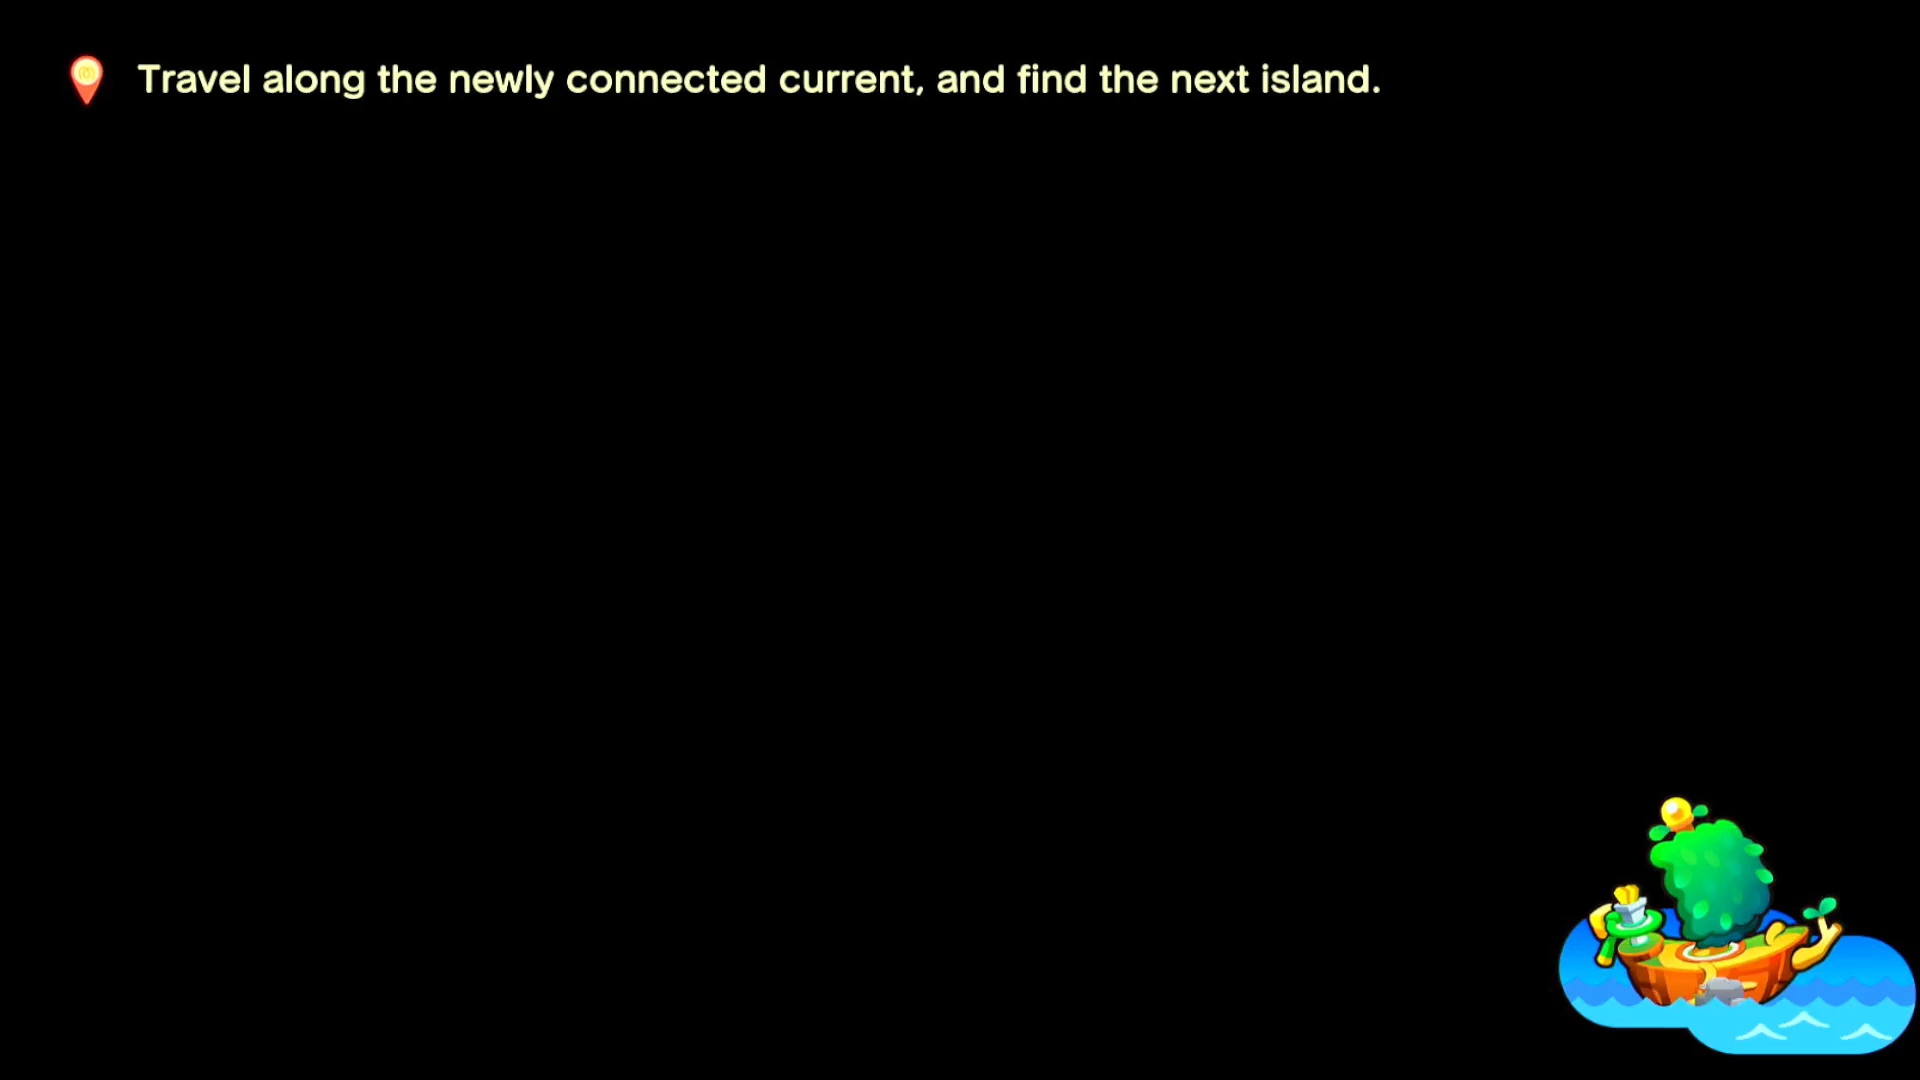 Travel along the newly connected current, and find the next island.